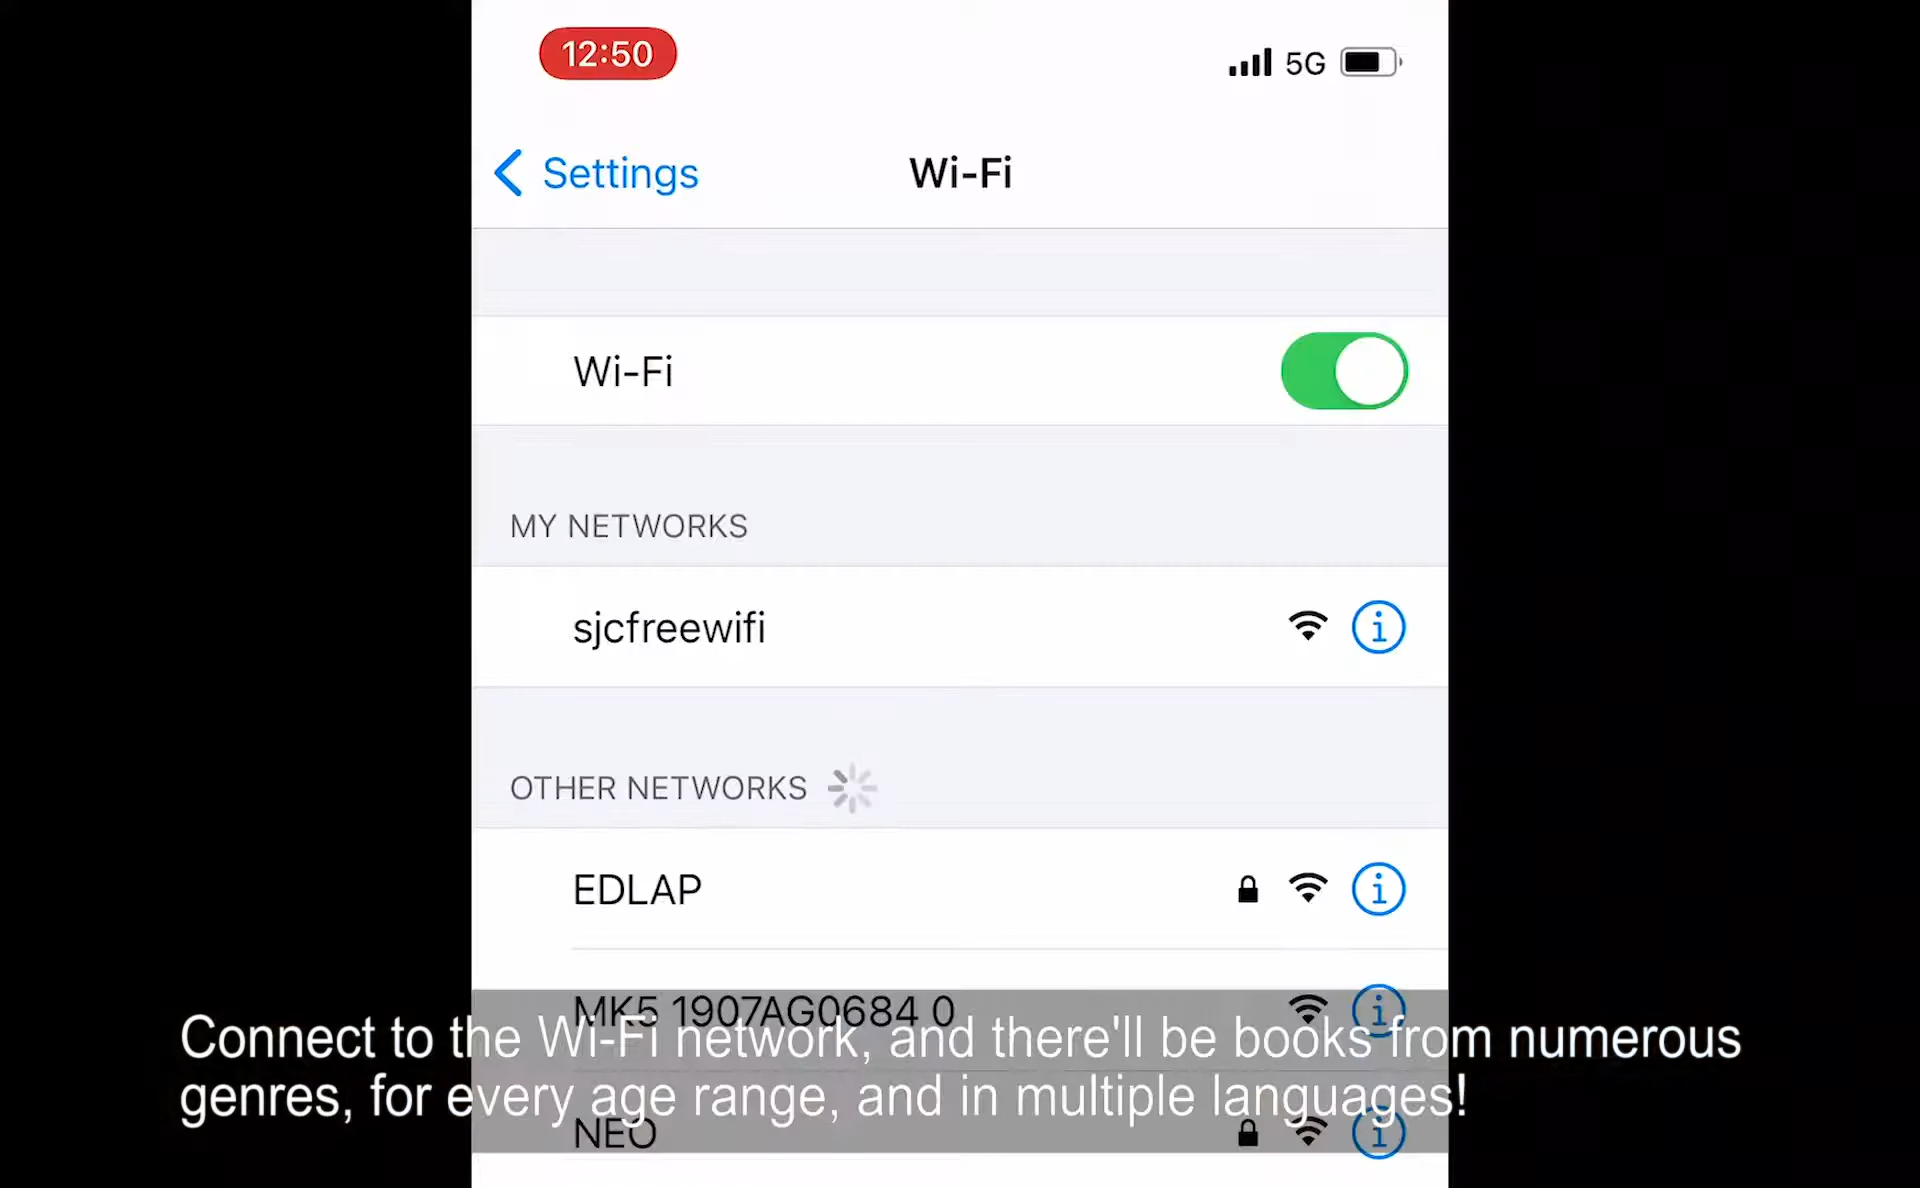 12:50
5G
Settings
Wi-Fi
Wi-Fi
MY NETWORKS
sjcfreewifi
OTHER NETWORKS
EDLAP
MK5 1907AG0684 0
Connect to the Wi-Fi network, and there'll be books from numerous
genres, for every age range, and in multiple languages!
NEO